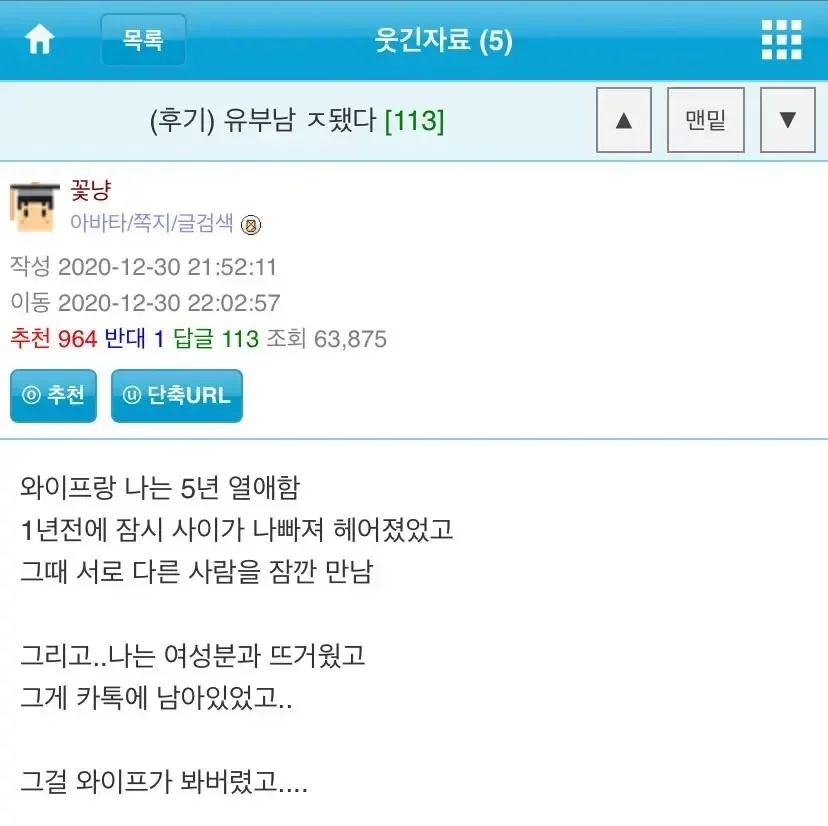 목록
웃긴자료 (5)
(후기) 유부남 ㅈ됐다 [113]
▲
맨밑
▼
꽃냥
아바타/쪽지/글검색
작성 2020-12-30 21:52:11
이동 2020-12-30 22:02:57
추천 964 반대 1 답글 113 조회 63,875
ⓞ 추천
ⓤ 단축URL
와이프랑 나는 5년 열애함
1년전에 잠시 사이가 나빠져 헤어졌었고
그때 서로 다른 사람을 잠깐 만남
그리고..나는 여성분과 뜨거웠고
그게 카톡에 남아있었고..
그걸 와이프가 봐버렸고....